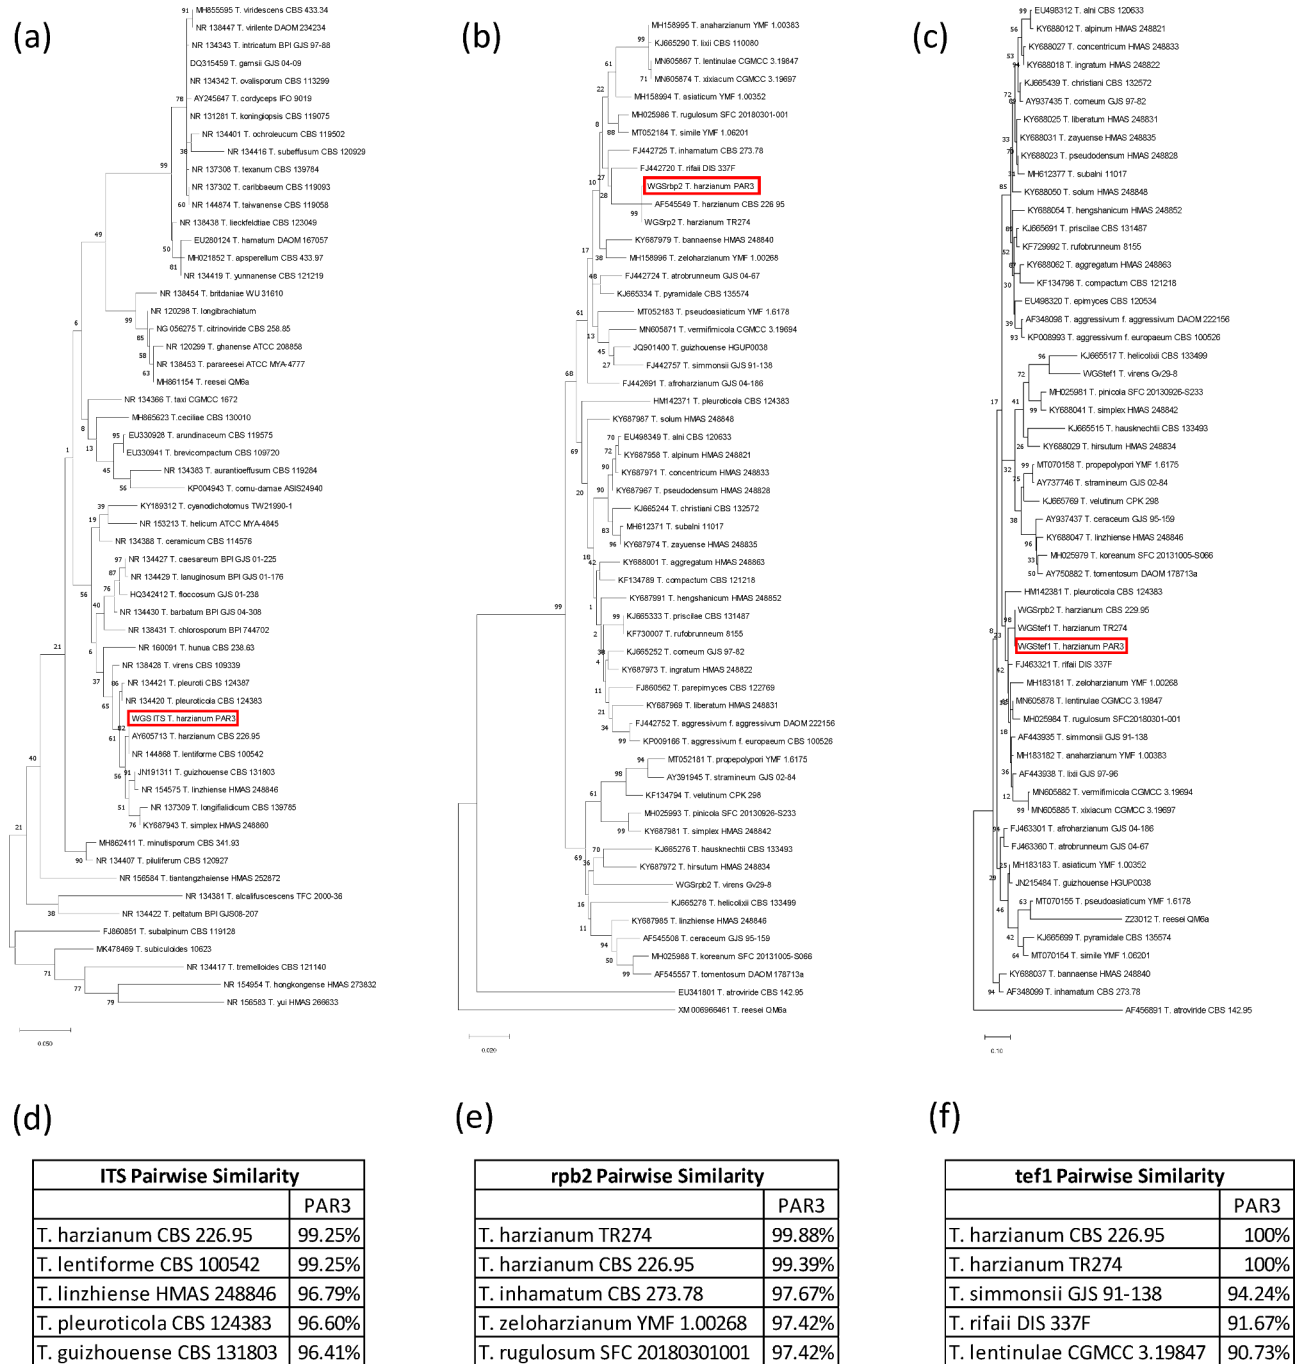 (a)
MH855595 T. viridescens CBS 433.34
NR 138447 T. virilente DAOM 234234
NR 134343 T. intricatum BPI GJS 97-88
DQ315459 T. gamsii GJS 04-09
NR 134342 T. ovalisporum CBS 113299
AY245647 T. cordyceps IFO 9019
NR 131281 T. koningiopsis CBS 119075
NR 134401 T. ochroleucum CBS 119502
NR 134416 T. subeffusum CBS 120929
NR 137308 T. texanum CBS 139784
NR 137302 T. caribbaeum CBS 119093
NR 144874 T. taiwanense CBS 119058
NR 138438 T. lieckfeldtiae CBS 123049
EU280124 T. hamatum DAOM 167057
MH021852 T. apsperellum CBS 433.97
NR 134419 T. yunnanense CBS 121219
NR 138454 T. britdaniae WU 31610
NR 120298 T. longibrachiatum
NG 056275 T. citrinoviride CBS 258.85
NR 120299 T. ghanense ATCC 208858
NR 138453 T. parareesei ATCC MYA-4777
MH861154 T. reesei QM6a
NR 134366 T. taxi CGMCC 1672
MH865623 T. ceciliae CBS 130010
EU330928 T. arundinaceum CBS 119575
EU330941 T. brevicompactum CBS 109720
NR 134383 T. aurantioeffusum CBS 119284
KP004943 T. cornu-damae ASIS24940
KY189312 T. cyanodichotomus TW21990-1
NR 153213 T. helicum ATCC MYA-4845
NR 134388 T. ceramicum CBS 114576
NR 134427 T. caesareum BPI GJS 01-225
NR 134429 T. lanuginosum BPI GJS 01-176
HQ342412 T. floccosum GJS 01-238
NR 134430 T. barbatum BPI GJS 04-308
NR 138431 T. chlorosporum BPI 744702
NR 160091 T. hunua CBS 238.63
NR 138428 T. virens CBS 109339
NR 134421 T. pleuroti CBS 124387
NR 134420 T. pleuroticola CBS 124383
WGS ITS T. harzianum PAR3
AY605713 T. harzianum CBS 226.95
NR 144868 T. lentiforme CBS 100542
JN191311 T. guizhouense CBS 131803
NR 154575 T. linzhiense HMAS 248846
NR 137309 T. longifialidicum CBS 139785
KY687943 T. simplex HMAS 248860
MH862411 T. minutisporum CBS 341.93
NR 134407 T. piluliferum CBS 120927
NR 156584 T. tiantangzhaiense HMAS 252872
NR 134381 T. alcalifuscescens TFC 2000-36
NR 134422 T. peltatum BPI GJS08-207
FJ860851 T. subalpinum CBS 119128
MK478469 T. subiculoides 10623
NR 134417 T. tremelloides CBS 121140
NR 154954 T. hongkongense HMAS 273832
NR 156583 T. yui HMAS 266633
0.050
(b)
MH158995 T. anaharzianum YMF 1.00383
KJ665290 T. lixii CBS 110080
MN605867 T. lentinulae CGMCC 3.19847
MN605874 T. xixiacum CGMCC 3.19697
MH158994 T. asiaticum YMF 1.00352
MH025986 T. rugulosum SFC 20180301-001
MT052184 T. simile YMF 1.06201
FJ442725 T. inhamatum CBS 273.78
FJ442720 T. rifaii DIS 337F
WGSrbp2 T. harzianum PAR3
AF545549 T. harzianum CBS 226 95
WGSrp2 T. harzianum TR274
KY687979 T. bannaense HMAS 248840
MH158996 T. zeloharzianum YMF 1.00268
FJ442724 T. atrobrunneum GJS 04-67
KJ665334 T. pyramidale CBS 135574
MT052183 T. pseudoasiaticum YMF 1.6178
MN605871 T. vermifimicola CGMCC 3.19694
JQ901400 T. guizhouense HGUP0038
FJ442757 T. simmonsii GJS 91-138
FJ442691 T. afroharzianum GJS 04-186
HM142371 T. pleuroticola CBS 124383
KY687987 T. solum HMAS 248848
EU498349 T. alni CBS 120633
KY687958 T. alpinum HMAS 248821
KY687971 T. concentricum HMAS 248833
KY687967 T. pseudodensum HMAS 248828
KJ665244 T. christiani CBS 132572
MH612371 T. subalni 11017
KY687974 T. zayuense HMAS 248835
KY688001 T. aggregatum HMAS 248863
KF134789 T. compactum CBS 121218
KY687991 T. hengshanicum HMAS 248852
KJ665333 T. priscilae CBS 131487
KF730007 T. rufobrunneum 8155
KJ665252 T. corneum GJS 97-82
KY687973 T. ingratum HMAS 248822
FJ860562 T. parepimyces CBS 122769
KY687969 T. liberatum HMAS 248831
FJ442752 T. aggressivum f. aggressivum DAOM 222156
KP009166 T. aggressivum f. europaeum CBS 100526
MT052181 T. propepolypori YMF 1.6175
AY391945 T. stramineum GJS 02-84
KF134794 T. velutinum CPK 298
MH025993 T. pinicola SFC 20130926-S233
KY687981 T. simplex HMAS 248842
KJ665276 T. hausknechtii CBS 133493
KY687972 T. hirsutum HMAS 248834
WGSrpb2 T. virens Gv29-8
KJ665278 T. helicolixii CBS 133499
KY687985 T. linzhiense HMAS 248846
AF545508 T. ceraceum GJS 95-159
MH025988 T. koreanum SFC 20131005-S066
AF545557 T. tomentosum DAOM 178713a
EU341801 T. atroviride CBS 142.95
XM 006966461 T. reesei QM6a
0.020
(c)
EU498312 T. alni CBS 120633
KY688012 T. alpinum HMAS 248821
KY688027 T. concentricum HMAS 248833
KY688018 T. ingratum HMAS 248822
KJ665439 T. christiani CBS 132572
AY937435 T. corneum GJS 97-82
KY688025 T. liberatum HMAS 248831
KY688031 T. zayuense HMAS 248835
KY688023 T. pseudodensum HMAS 248828
MH612377 T. subalni 11017
KY688050 T. solum HMAS 248848
KY688054 T. hengshanicum HMAS 248852
KJ665691 T. priscilae CBS 131487
KF729992 T. rufobrunneum 8155
KY688062 T. aggregatum HMAS 248863
KF134798 T. compactum CBS 121218
EU498320 T. epimyces CBS 120534
AF348098 T. aggressivum f. aggressivum DAOM 222156
KP008993 T. aggressivum f. europaeum CBS 100526
KJ665517 T. helicolixii CBS 133499
WGStef1 T. virens Gv29-8
MH025981 T. pinicola SFC 20130926-S233
KY688041 T. simplex HMAS 248842
KJ665515 T. hausknechtii CBS 133493
KY688029 T. hirsutum HMAS 248834
MT070158 T. propepolypori YMF 1.6175
AY737746 T. stramineum GJS 02-84
KJ665769 T. velutinum CPK 298
AY937437 T. ceraceum GJS 95-159
KY688047 T. linzhiense HMAS 248846
MH025979 T. koreanum SFC 20131005-S066
AY750882 T. tomentosum DAOM 178713a
HM142381 T. pleuroticola CBS 124383
WGSrpb2 T. harzianum CBS 229.95
WGStef1 T. harzianum TR274
WGStef1 T. harzianum PAR3
FJ463321 T. rifaii DIS 337F
MH183181 T. zeloharzianum YMF 1.00268
MN605878 T. lentinulae CGMCC 3.19847
MH025984 T. rugulosum SFC20180301-001
AF443935 T. simmonsii GJS 91-138
MH183182 T. anaharzianum YMF 1.00383
AF443938 T. lixii GJS 97-96
MN605882 T. vermifimicola CGMCC 3.19694
MN605885 T. xixiacum CGMCC 3.19697
FJ463301 T. afroharzianum GJS 04-186
FJ463360 T. atrobrunneum GJS 04-67
MH183183 T. asiaticum YMF 1.00352
JN215484 T. guizhouense HGUP0038
MT070155 T. pseudoasiaticum YMF 1.6178
Z23012 T. reesei QM6a
KJ665699 T. pyramidale CBS 135574
MT070154 T. simile YMF 1.06201
KY688037 T. bannaense HMAS 248840
AF348099 T. inhamatum CBS 273.78
AF456891 T. atroviride CBS 142.95
0.10
(d)
ITS Pairwise Similarity
PAR3
T. harzianum CBS 226.95 99.25%
T. lentiforme CBS 100542 99.25%
T. linzhiense HMAS 248846 96.79%
T. pleuroticola CBS 124383 96.60%
T. guizhouense CBS 131803 96.41%
(e)
rpb2 Pairwise Similarity
PAR3
T. harzianum TR274 99.88%
T. harzianum CBS 226.95 99.39%
T. inhamatum CBS 273.78 97.67%
T. zeloharzianum YMF 1.00268 97.42%
T. rugulosum SFC 20180301001 97.42%
(f)
tef1 Pairwise Similarity
PAR3
T. harzianum CBS 226.95 100%
T. harzianum TR274 100%
T. simmonsii GJS 91-138 94.24%
T. rifaii DIS 337F 91.67%
T. lentinulae CGMCC 3.19847 90.73%